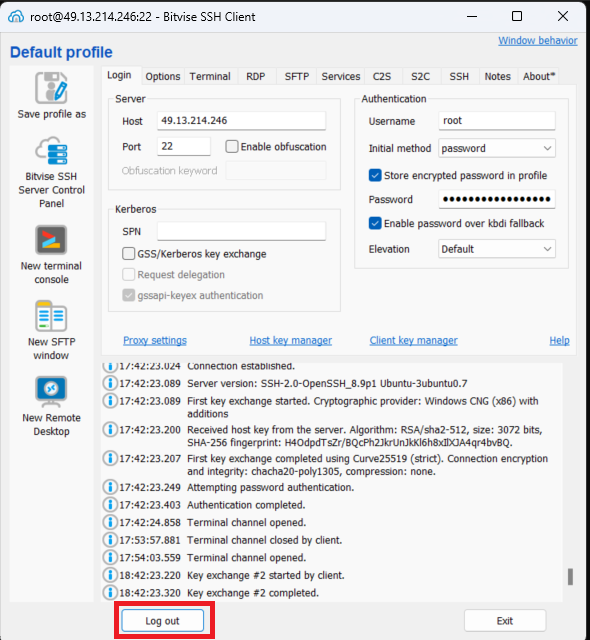 root@49.13.214.246:22 - Bitvise SSH Client
Window behavior
Default profile
Save profile as
Bitvise SSH
Server Control
Panel
New terminal
console
New SFTP
window
New Remote
Desktop
Login Options Terminal RDP SFTP Services C2S S2C SSH Notes About*
Server
Host 49.13.214.246
Port 22 Enable obfuscation
Obfuscation keyword
Kerberos
SPN
GSS/Kerberos key exchange
Request delegation
gssapi-keyex authentication
Authentication
Username root
Initial method password
Store encrypted password in profile
Password
Enable password over kbdi fallback
Elevation Default
Proxy settings Host key manager Client key manager Help
17:42:23.024 Connection established.
17:42:23.089 Server version: SSH-2.0-OpenSSH_8.9p1 Ubuntu-3ubuntu0.7
17:42:23.089 First key exchange started. Cryptographic provider: Windows CNG (x86) with
additions
17:42:23.200 Received host key from the server. Algorithm: RSA/sha2-512, size: 3072 bits,
SHA-256 fingerprint: H4OdpdTsZr/BQcPh2JkrUnJkKl6h8xIlXJA4qr4bvBQ.
17:42:23.207 First key exchange completed using Curve25519 (strict). Connection encryption
and integrity: chacha20-poly1305, compression: none.
17:42:23.249 Attempting password authentication.
17:42:23.403 Authentication completed.
17:42:24.858 Terminal channel opened.
17:53:57.881 Terminal channel closed by client.
17:54:03.559 Terminal channel opened.
18:42:23.220 Key exchange #2 started by client.
18:42:23.320 Key exchange #2 completed.
Log out Exit